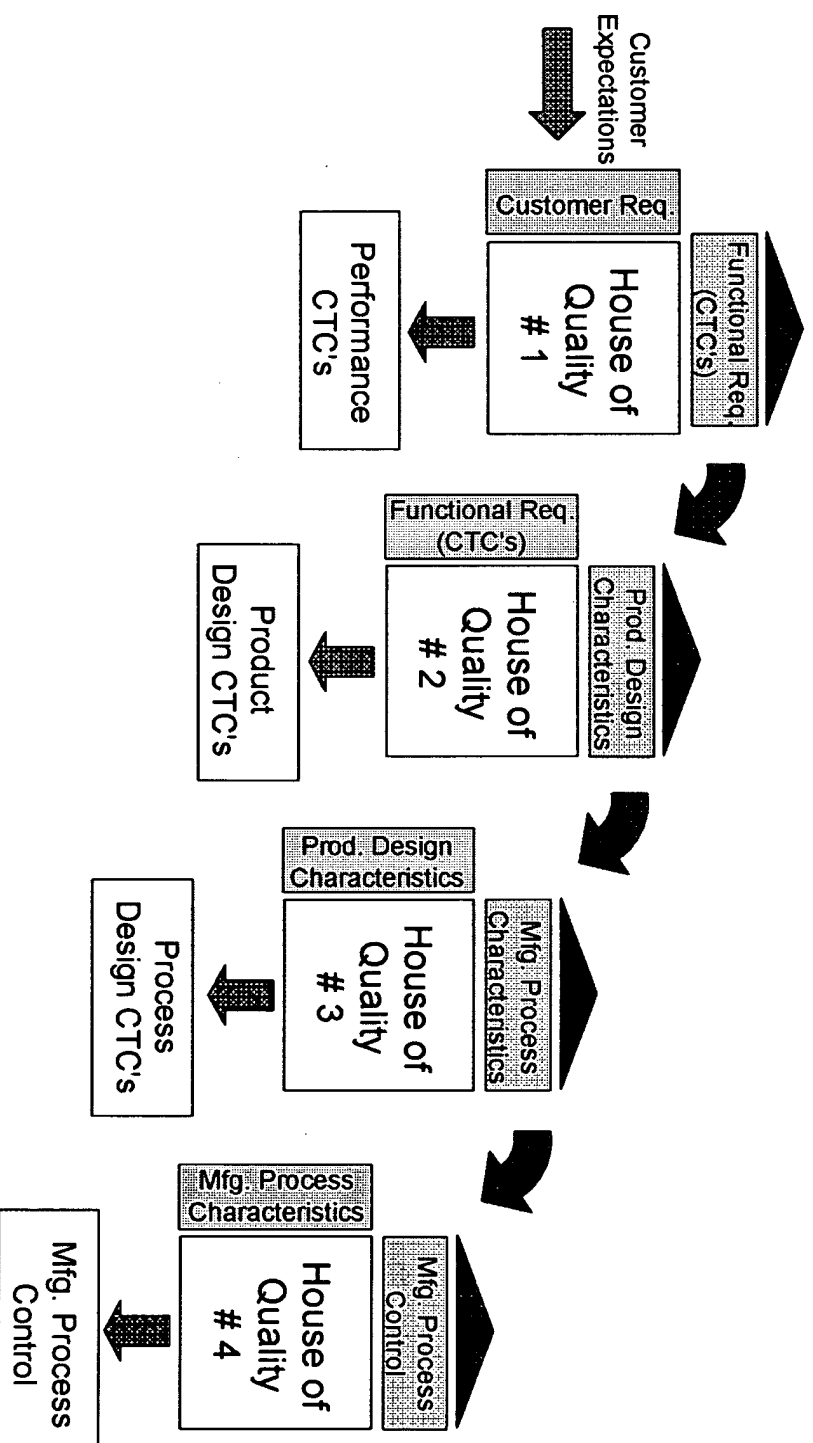 Customer
Expectations
Customer Req.
Functional Req.
(CTC's)
House of
Quality
# 1
Performance
CTC's
Functional Req.
(CTC's)
Prod. Design
Characteristics
House of
Quality
# 2
Product
Design CTC's
Prod. Design
Characteristics
Mfg. Process
Characteristics
House of
Quality
# 3
Process
Design CTC's
Mfg. Process
Characteristics
Mfg. Process
Control
House of
Quality
# 4
Mfg. Process
Control